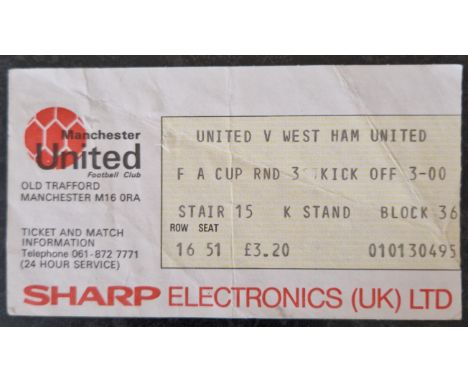 Manchester
United
Football Club
OLD TRAFFORD
MANCHESTER M16 0RA
TICKET AND MATCH
INFORMATION
Telephone 061-872 7771
(24 HOUR SERVICE)
UNITED V WEST HAM UNITED
F A CUP RND 3 KICK OFF 3-00
STAIR 15 K STAND BLOCK 36
ROW SEAT
16 51 £3.20 010130495
SHARP ELECTRONICS (UK) LTD